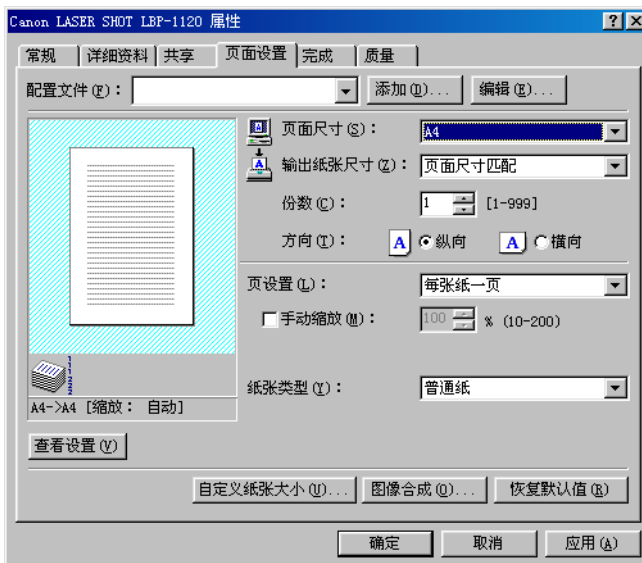 Canon LASER SHOT LBP-1120 属性
常规 详细资料 共享 页面设置 完成 质量
配置文件(F)： 添加(D)... 编辑(E)...
页面尺寸(S)： A4
输出纸张尺寸(Z)： 页面尺寸匹配
份数(C)： 1 [1-999]
方向(T)： A 纵向 A 横向
页设置(L)： 每张纸一页
手动缩放(M)： 100 % (10-200)
纸张类型(Y)： 普通纸
A4->A4 [缩放： 自动]
查看设置(V)
自定义纸张大小(U)... 图像合成(O)... 恢复默认值(R)
确定 取消 应用(A)